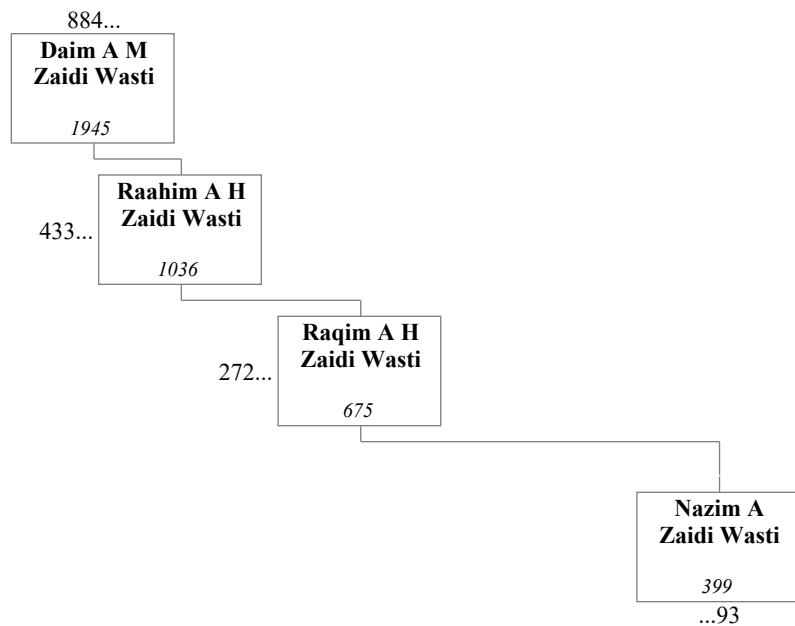 884...
Daim A M
Zaidi Wasti
1945
Raahim A H
Zaidi Wasti
433...
1036
Raqim A H
Zaidi Wasti
272...
675
Nazim A
Zaidi Wasti
399
...93